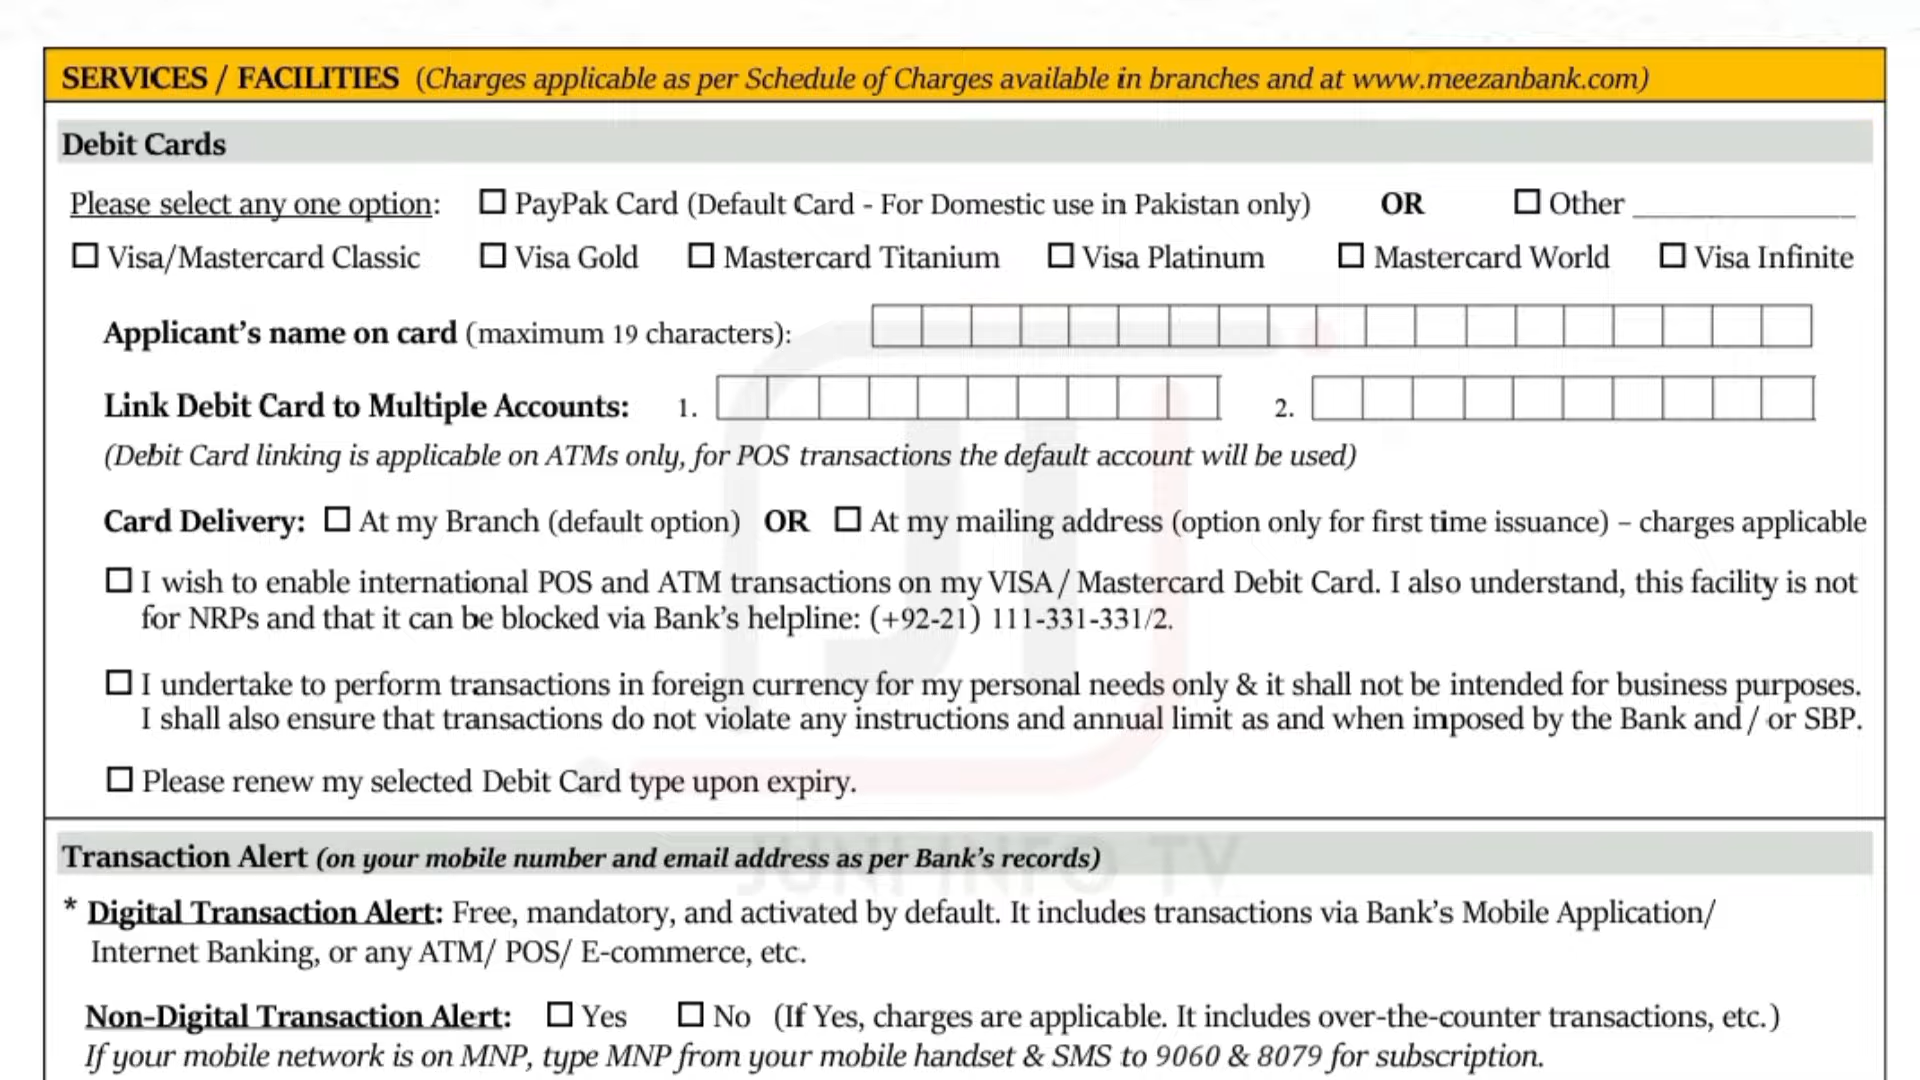 SERVICES / FACILITIES (Charges applicable as per Schedule of Charges available in branches and at www.meezanbank.com)
Debit Cards
Please select any one option: ☐ PayPak Card (Default Card - For Domestic use in Pakistan only) OR ☐ Other ____________
☐ Visa/Mastercard Classic ☐ Visa Gold ☐ Mastercard Titanium ☐ Visa Platinum ☐ Mastercard World ☐ Visa Infinite
Applicant's name on card (maximum 19 characters):
Link Debit Card to Multiple Accounts: 1. 2.
(Debit Card linking is applicable on ATMs only, for POS transactions the default account will be used)
Card Delivery: ☐ At my Branch (default option) OR ☐ At my mailing address (option only for first time issuance) – charges applicable
☐ I wish to enable international POS and ATM transactions on my VISA / Mastercard Debit Card. I also understand, this facility is not
for NRPs and that it can be blocked via Bank's helpline: (+92-21) 111-331-331/2.
☐ I undertake to perform transactions in foreign currency for my personal needs only & it shall not be intended for business purposes.
I shall also ensure that transactions do not violate any instructions and annual limit as and when imposed by the Bank and / or SBP.
☐ Please renew my selected Debit Card type upon expiry.
JUNI INFO TV
Transaction Alert (on your mobile number and email address as per Bank's records)
* Digital Transaction Alert: Free, mandatory, and activated by default. It includes transactions via Bank's Mobile Application/
Internet Banking, or any ATM/ POS/ E-commerce, etc.
Non-Digital Transaction Alert: ☐ Yes ☐ No (If Yes, charges are applicable. It includes over-the-counter transactions, etc.)
If your mobile network is on MNP, type MNP from your mobile handset & SMS to 9060 & 8079 for subscription.